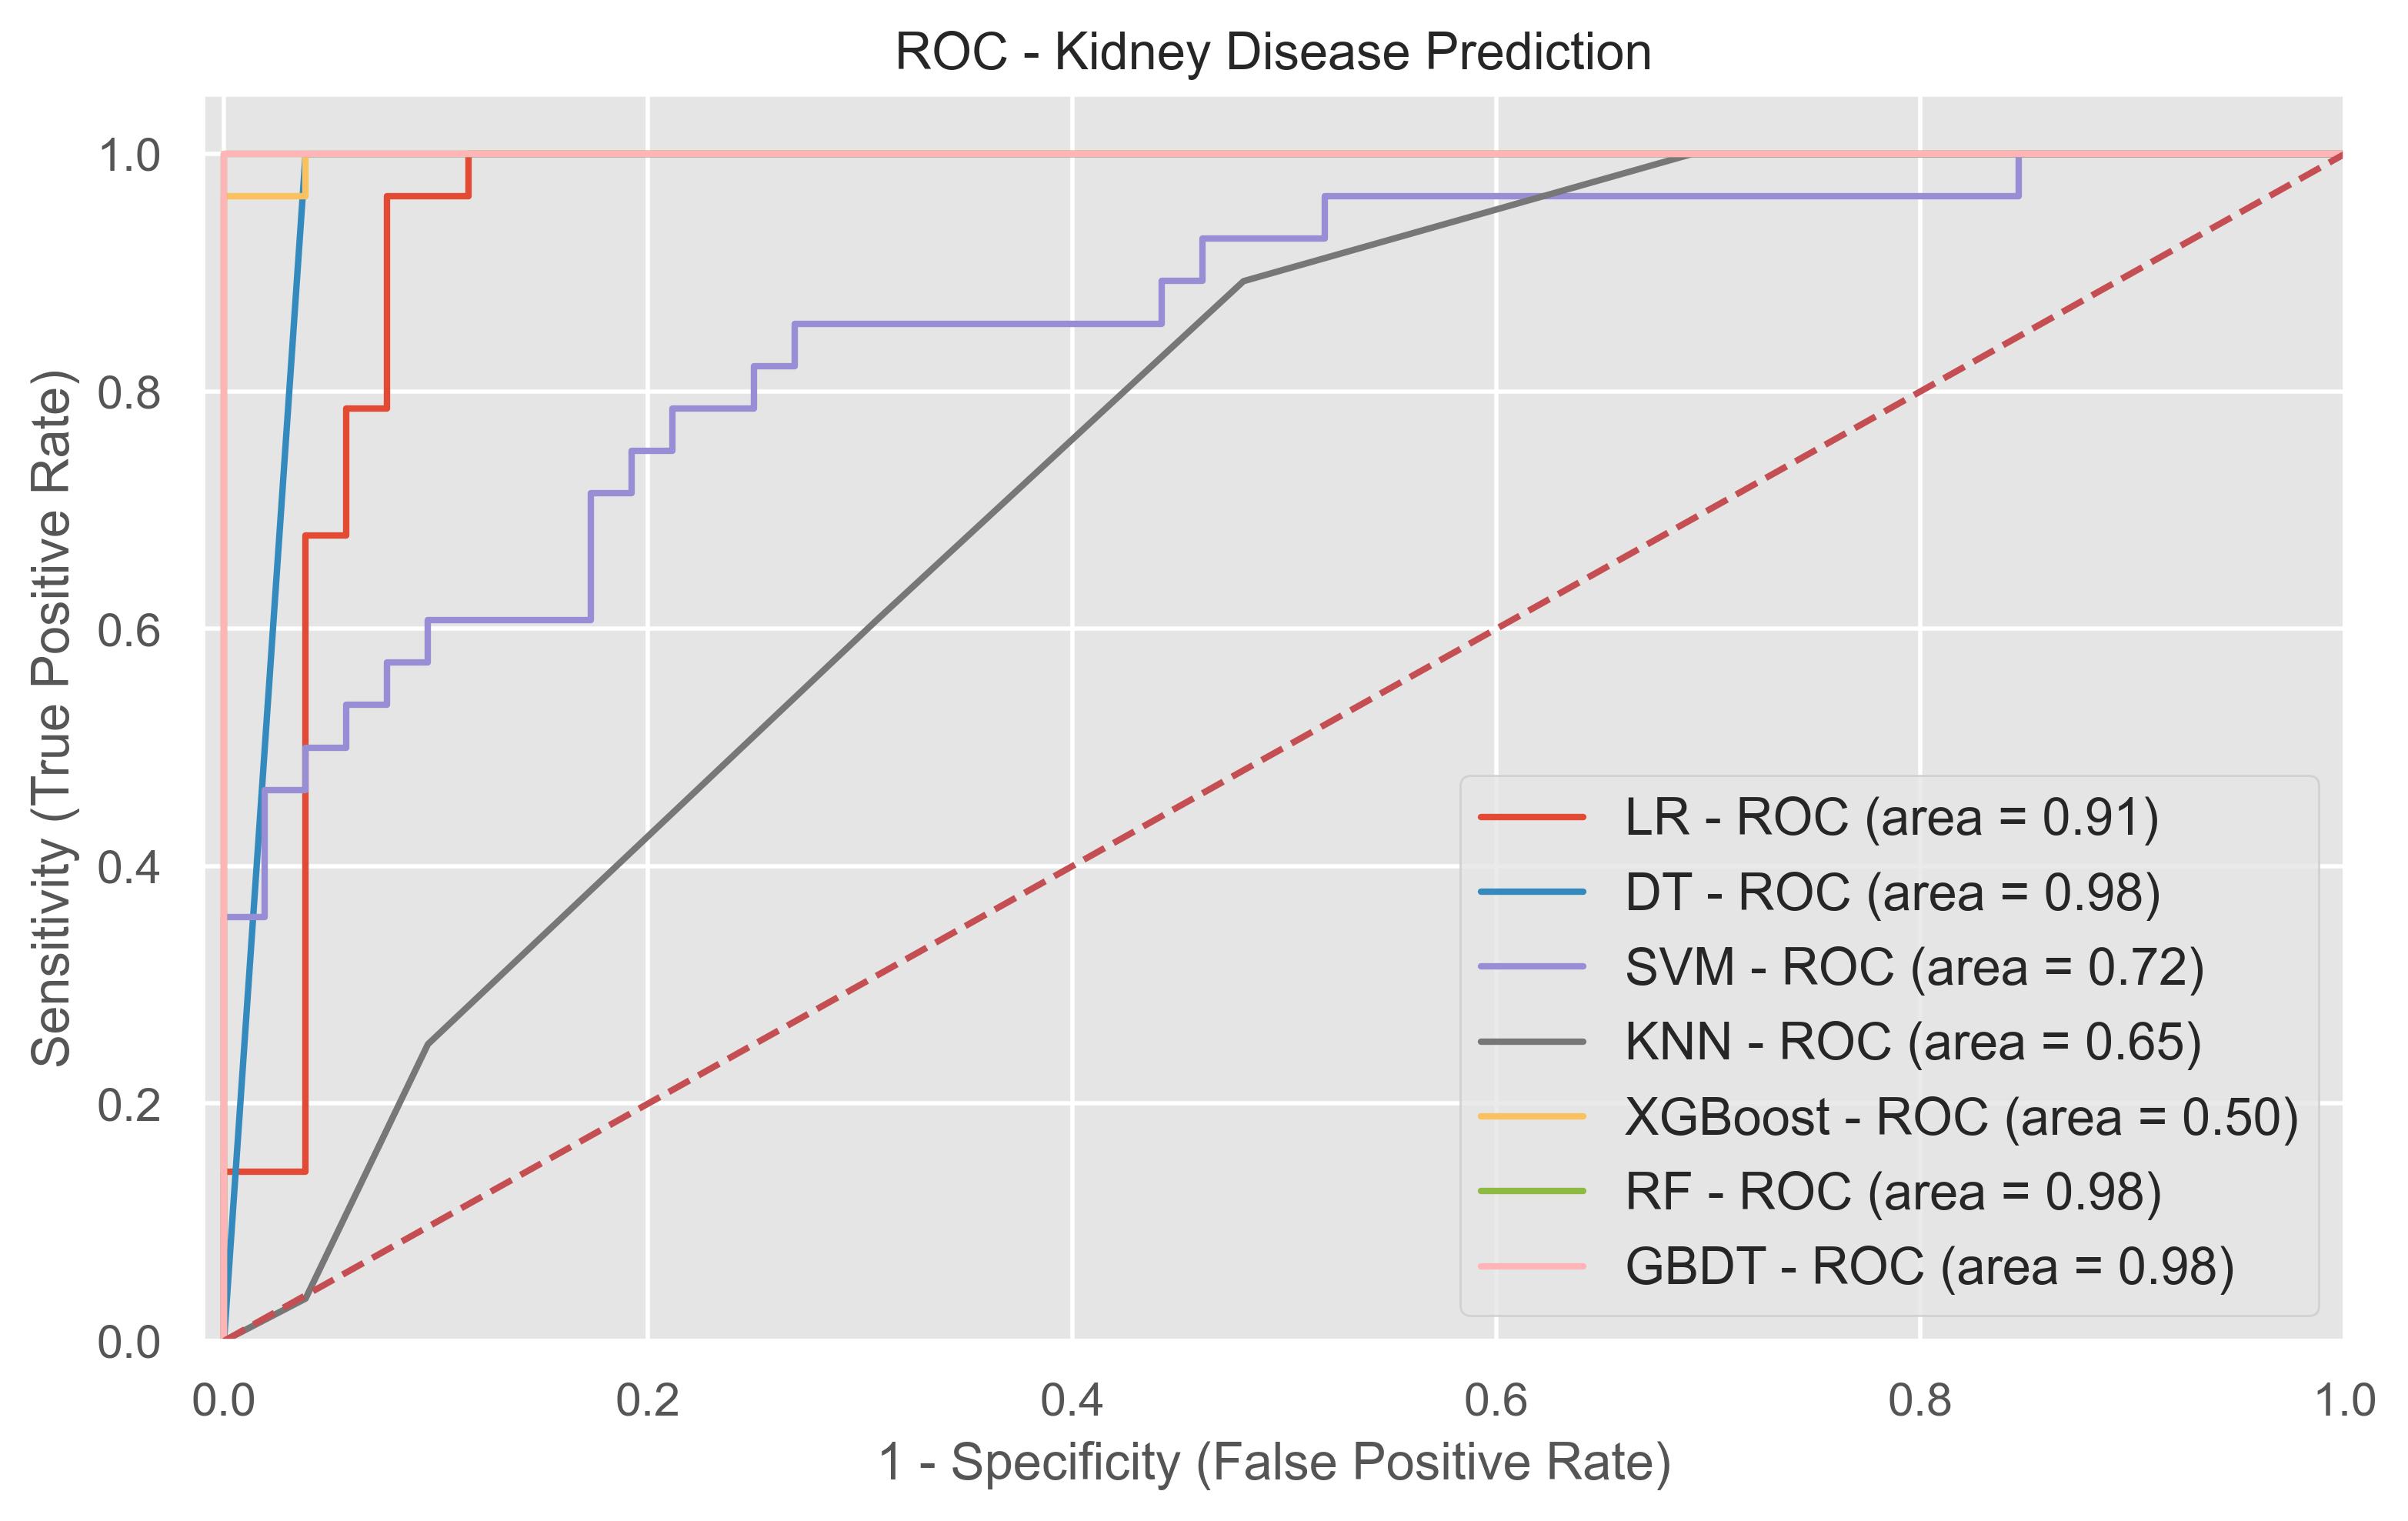 ROC - Kidney Disease Prediction
1.0
0.8
0.6
0.4
0.2
0.0
Sensitivity (True Positive Rate)
LR - ROC (area = 0.91)
DT - ROC (area = 0.98)
SVM - ROC (area = 0.72)
KNN - ROC (area = 0.65)
XGBoost - ROC (area = 0.50)
RF - ROC (area = 0.98)
GBDT - ROC (area = 0.98)
0.0 0.2 0.4 0.6 0.8 1.0
1 - Specificity (False Positive Rate)